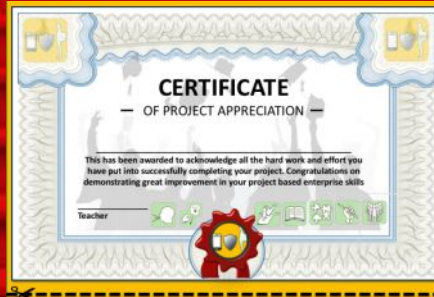 CERTIFICATE
OF PROJECT APPRECIATION
This has been awarded to acknowledge all the hard work and effort you
have put into successfully completing your project. Congratulations on
demonstrating great improvement in your project based enterprise skills
Teacher